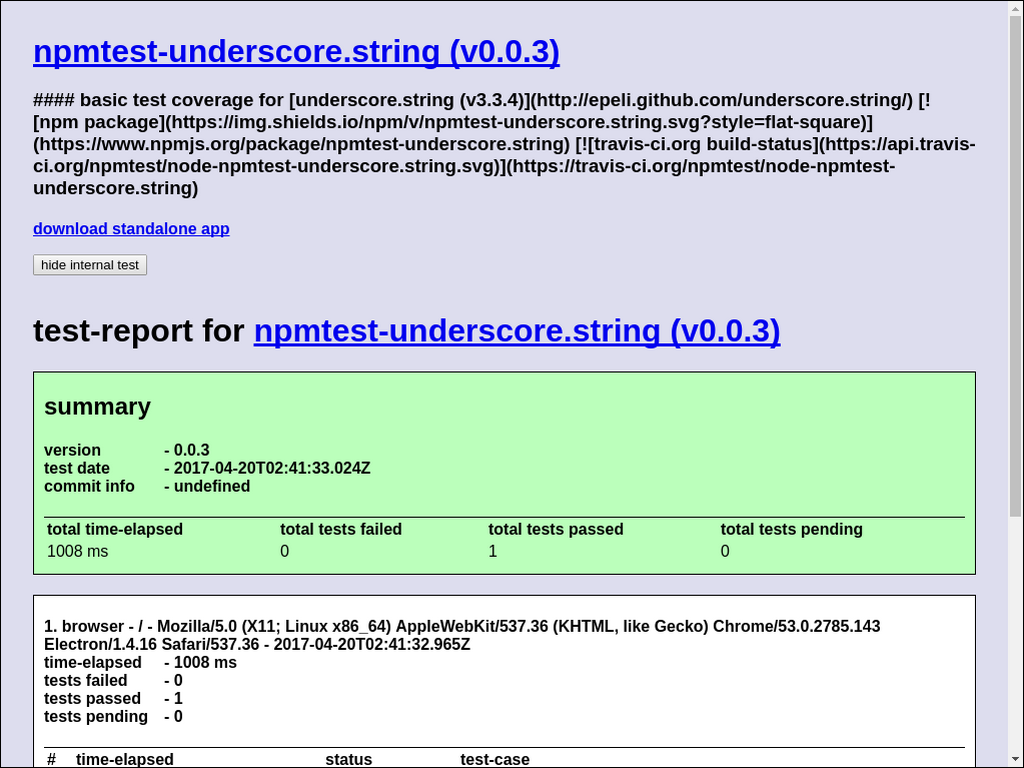 npmtest-underscore.string (v0.0.3)
#### basic test coverage for [underscore.string (v3.3.4)](http://epeli.github.com/underscore.string/) [!
[npm package](https://img.shields.io/npm/v/npmtest-underscore.string.svg?style=flat-square)]
(https://www.npmjs.org/package/npmtest-underscore.string) [![travis-ci.org build-status](https://api.travis-
ci.org/npmtest/node-npmtest-underscore.string.svg)](https://travis-ci.org/npmtest/node-npmtest-
underscore.string)
download standalone app
hide internal test
test-report for npmtest-underscore.string (v0.0.3)
summary
version - 0.0.3
test date - 2017-04-20T02:41:33.024Z
commit info - undefined
total time-elapsed total tests failed total tests passed total tests pending
1008 ms 0 1 0
1. browser - / - Mozilla/5.0 (X11; Linux x86_64) AppleWebKit/537.36 (KHTML, like Gecko) Chrome/53.0.2785.143
Electron/1.4.16 Safari/537.36 - 2017-04-20T02:41:32.965Z
time-elapsed - 1008 ms
tests failed - 0
tests passed - 1
tests pending - 0
# time-elapsed status test-case